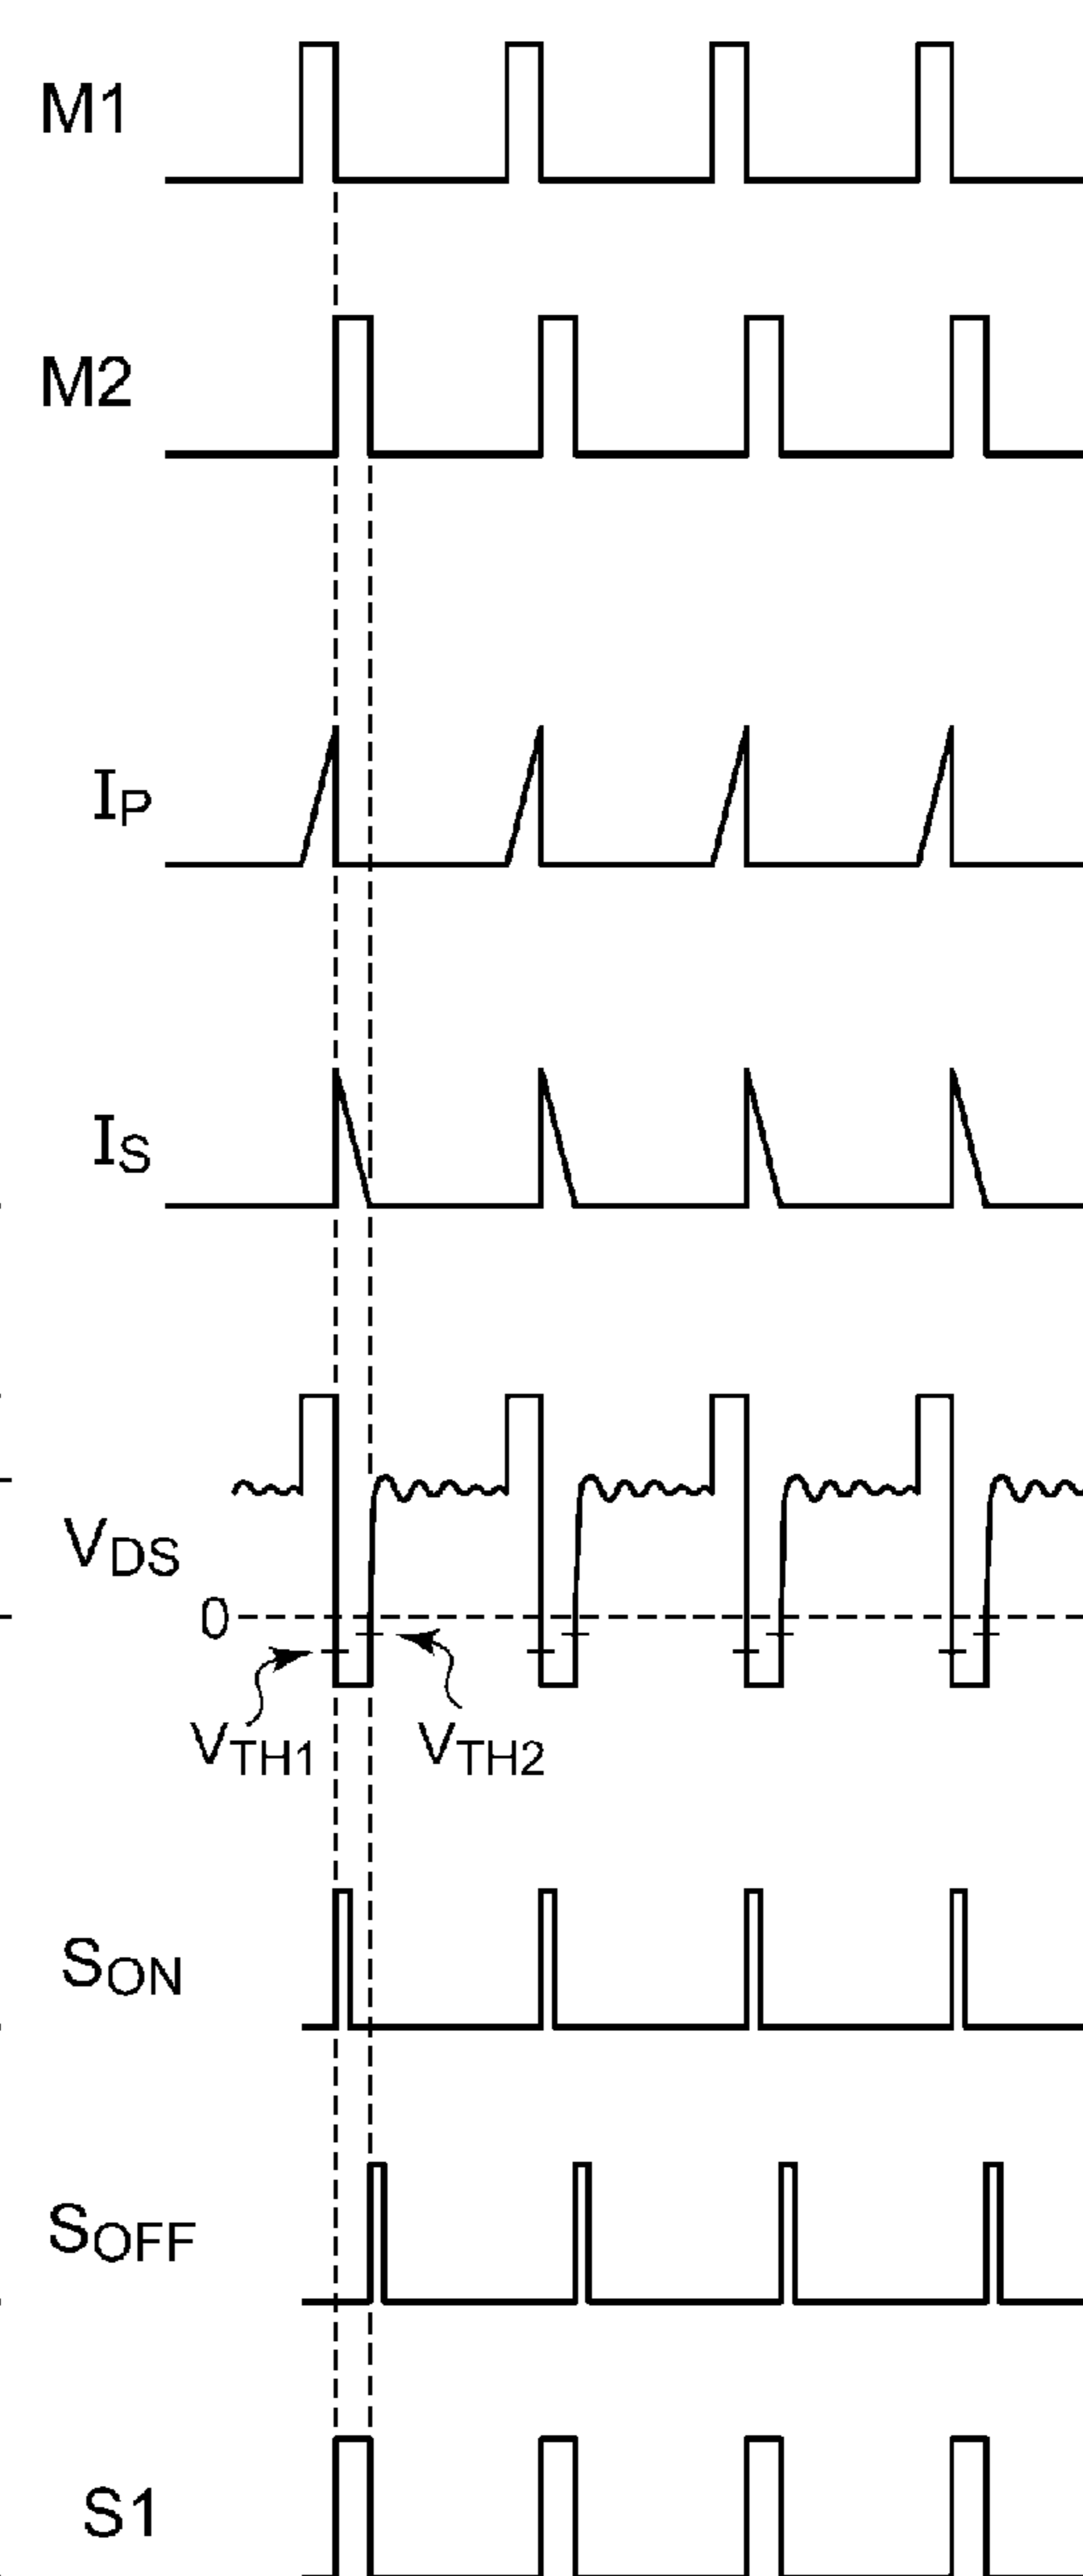 M1
M2
IP
IS
VDS
0
VTH1 VTH2
SON
SOFF
S1